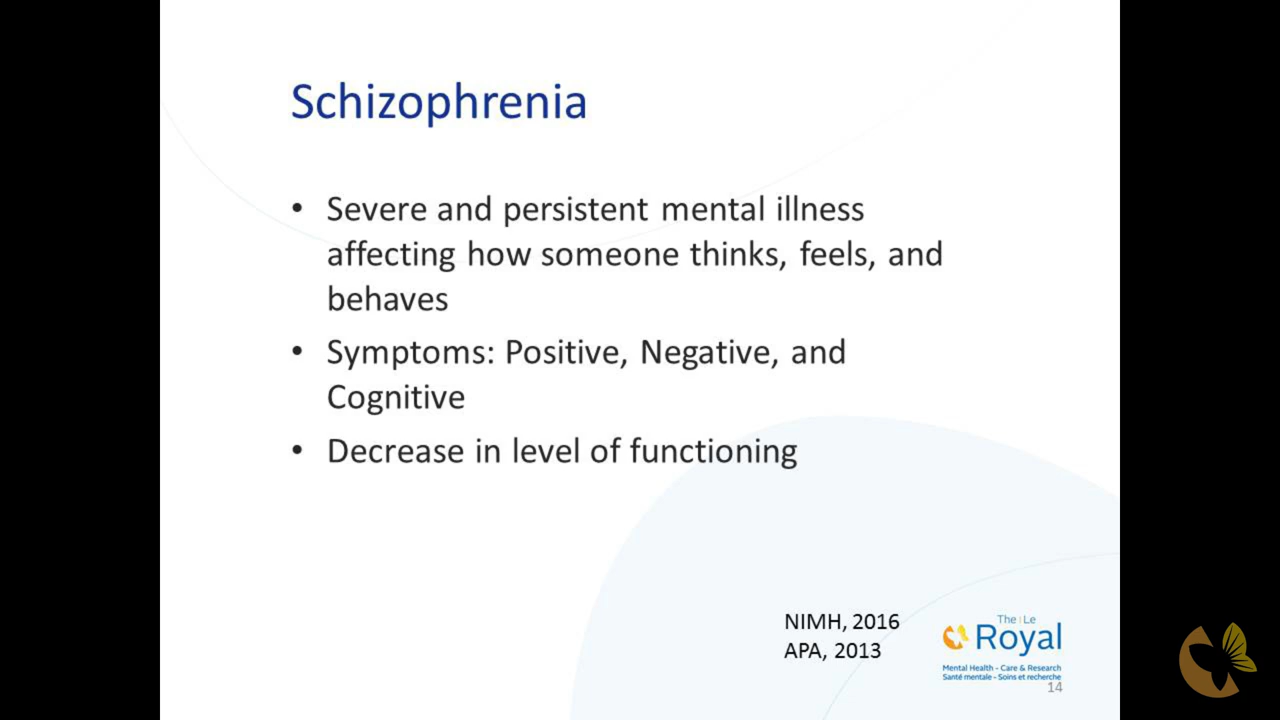 Schizophrenia
• Severe and persistent mental illness
affecting how someone thinks, feels, and
behaves
• Symptoms: Positive, Negative, and
Cognitive
• Decrease in level of functioning
NIMH, 2016
APA, 2013
The Le
Royal
Mental Health - Care & Research
Santé mentale - Soins et recherche
14